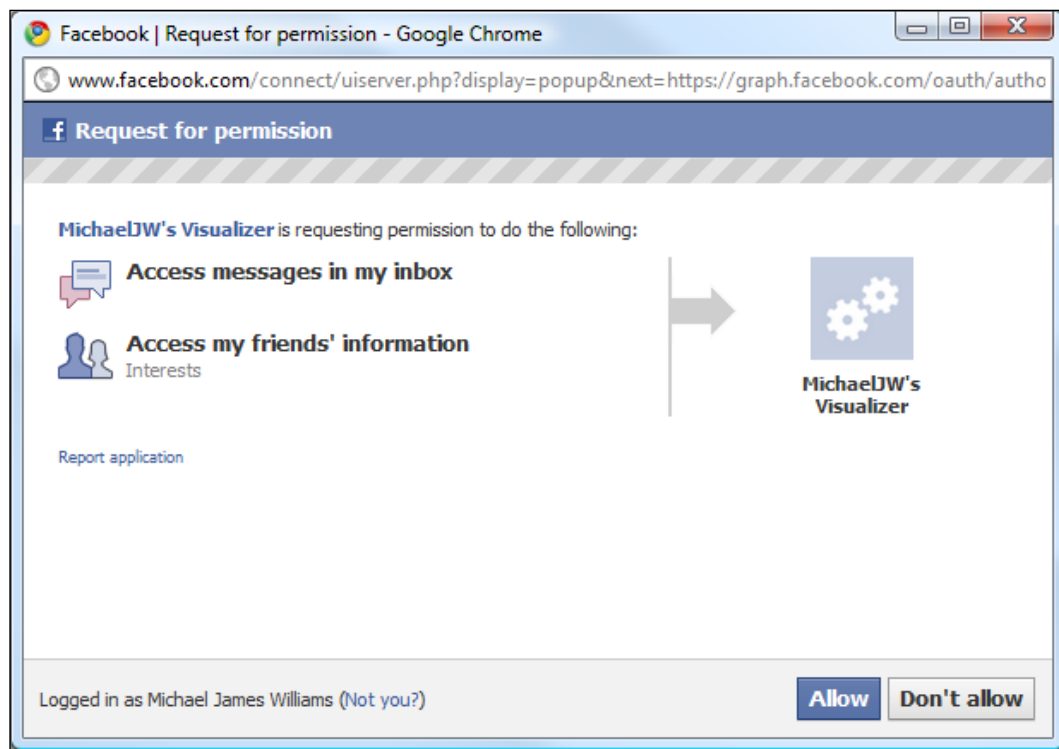 Facebook | Request for permission - Google Chrome
www.facebook.com/connect/uiserver.php?display=popup&next=https://graph.facebook.com/oauth/autho
f Request for permission
MichaelJW's Visualizer is requesting permission to do the following:
Access messages in my inbox
Access my friends' information
Interests
MichaelJW's
Visualizer
Report application
Logged in as Michael James Williams (Not you?)
Allow
Don't allow